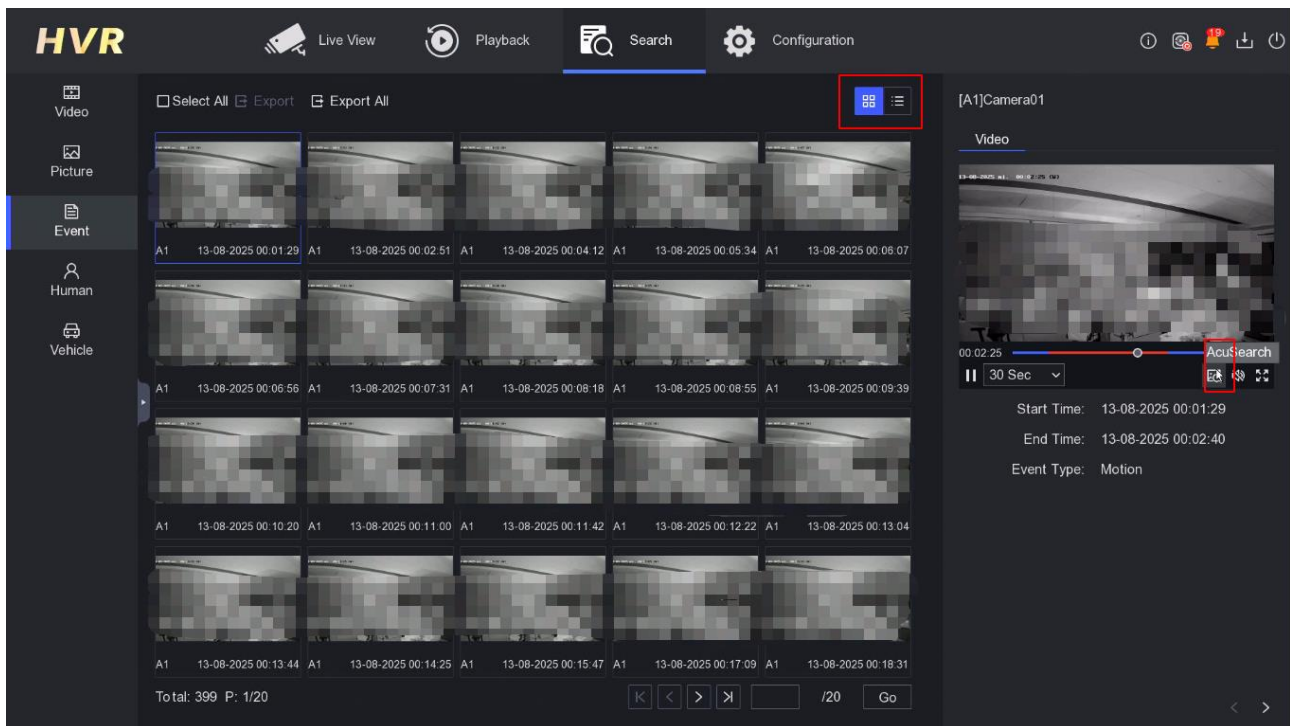 HVR
Live View
Playback
Search
Configuration
19
Video
Picture
Event
Human
Vehicle
Select All Export Export All
A1 13-08-2025 00:01:29 A1 13-08-2025 00:02:51 A1 13-08-2025 00:04:12 A1 13-08-2025 00:05:34 A1 13-08-2025 00:06:07
A1 13-08-2025 00:06:56 A1 13-08-2025 00:07:31 A1 13-08-2025 00:08:18 A1 13-08-2025 00:08:55 A1 13-08-2025 00:09:39
A1 13-08-2025 00:10:20 A1 13-08-2025 00:11:00 A1 13-08-2025 00:11:42 A1 13-08-2025 00:12:22 A1 13-08-2025 00:13:04
A1 13-08-2025 00:13:44 A1 13-08-2025 00:14:25 A1 13-08-2025 00:15:47 A1 13-08-2025 00:17:09 A1 13-08-2025 00:18:31
Total: 399 P: 1/20
/20 Go
[A1]Camera01
Video
00:02:25
AcuSearch
30 Sec
Start Time: 13-08-2025 00:01:29
End Time: 13-08-2025 00:02:40
Event Type: Motion